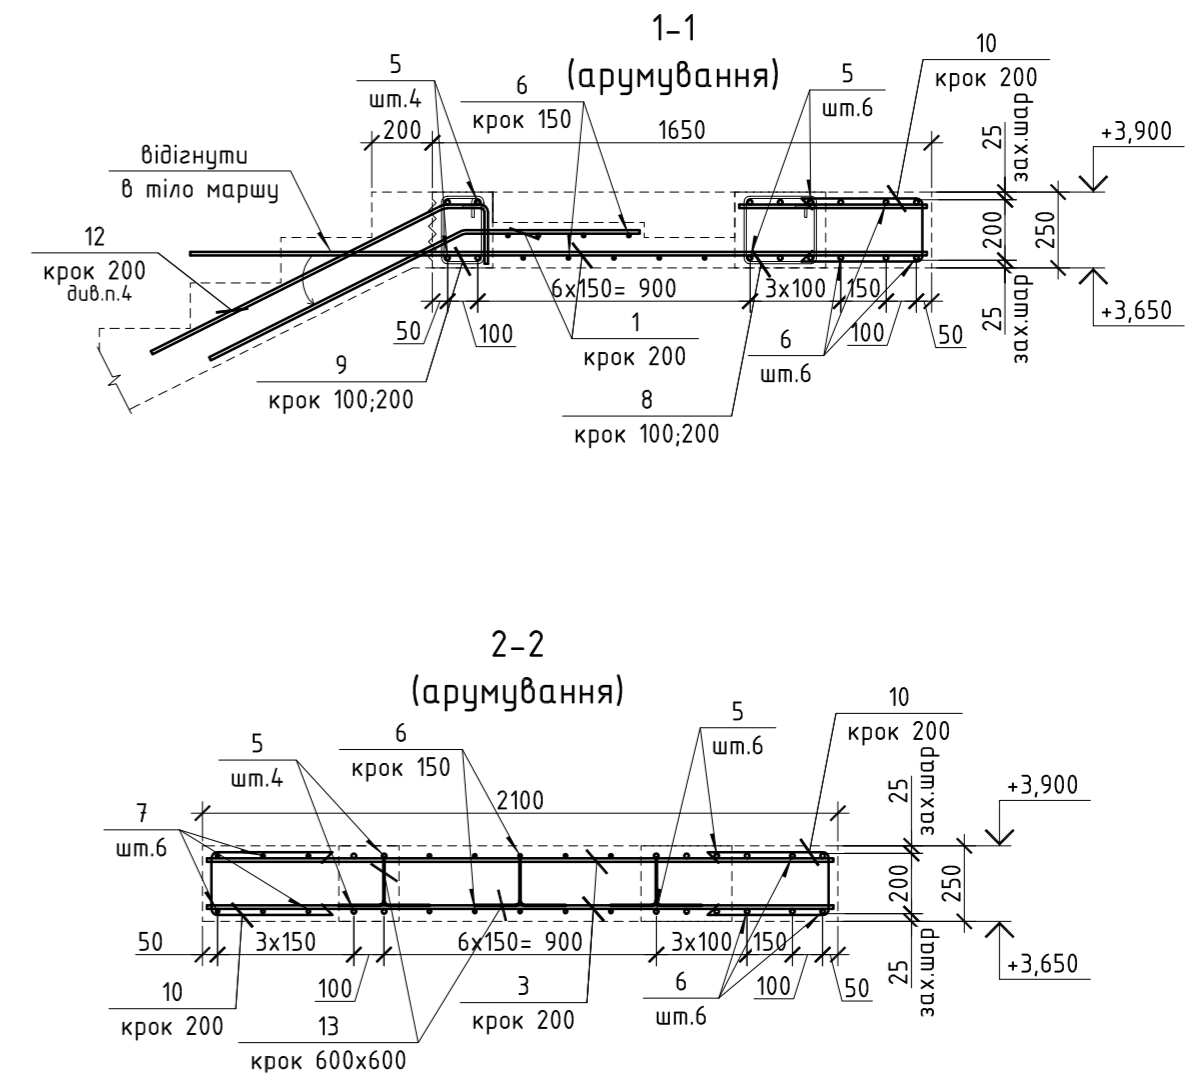 1-1
(арумування)
5
шт.4
6
крок 150
5
шт.6
10
крок 200
200
1650
25
зах.шар
+3,900
відігнути
в тіло маршу
12
крок 200
див.п.4
200
250
6x150= 900
3x100
150
50
100
1
крок 200
6
шт.6
100
50
25
зах.шар
+3,650
9
крок 100;200
8
крок 100;200
2-2
(арумування)
5
шт.4
6
крок 150
5
шт.6
10
крок 200
2100
25
зах.шар
+3,900
7
шт.6
200
250
50
3x150
6x150= 900
3x100
150
10
крок 200
100
13
крок 600x600
3
крок 200
6
шт.6
100
50
25
зах.шар
+3,650